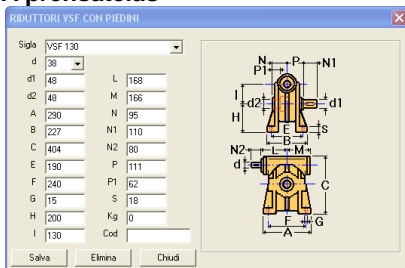 RIDUTTORI VSF CON PIEDINI
Sigla VSF 130
d 38
d1 48 L 168
d2 48 M 166
A 290 N 95
B 227 N1 110
C 404 N2 80
E 190 P 111
F 240 P1 62
G 15 S 18
H 200 Kg 0
I 130 Cod
Salva Elimina Chiudi
N P N1
P1
I d2 d1
H
E S
B
N2 L M
d
C
F G
A